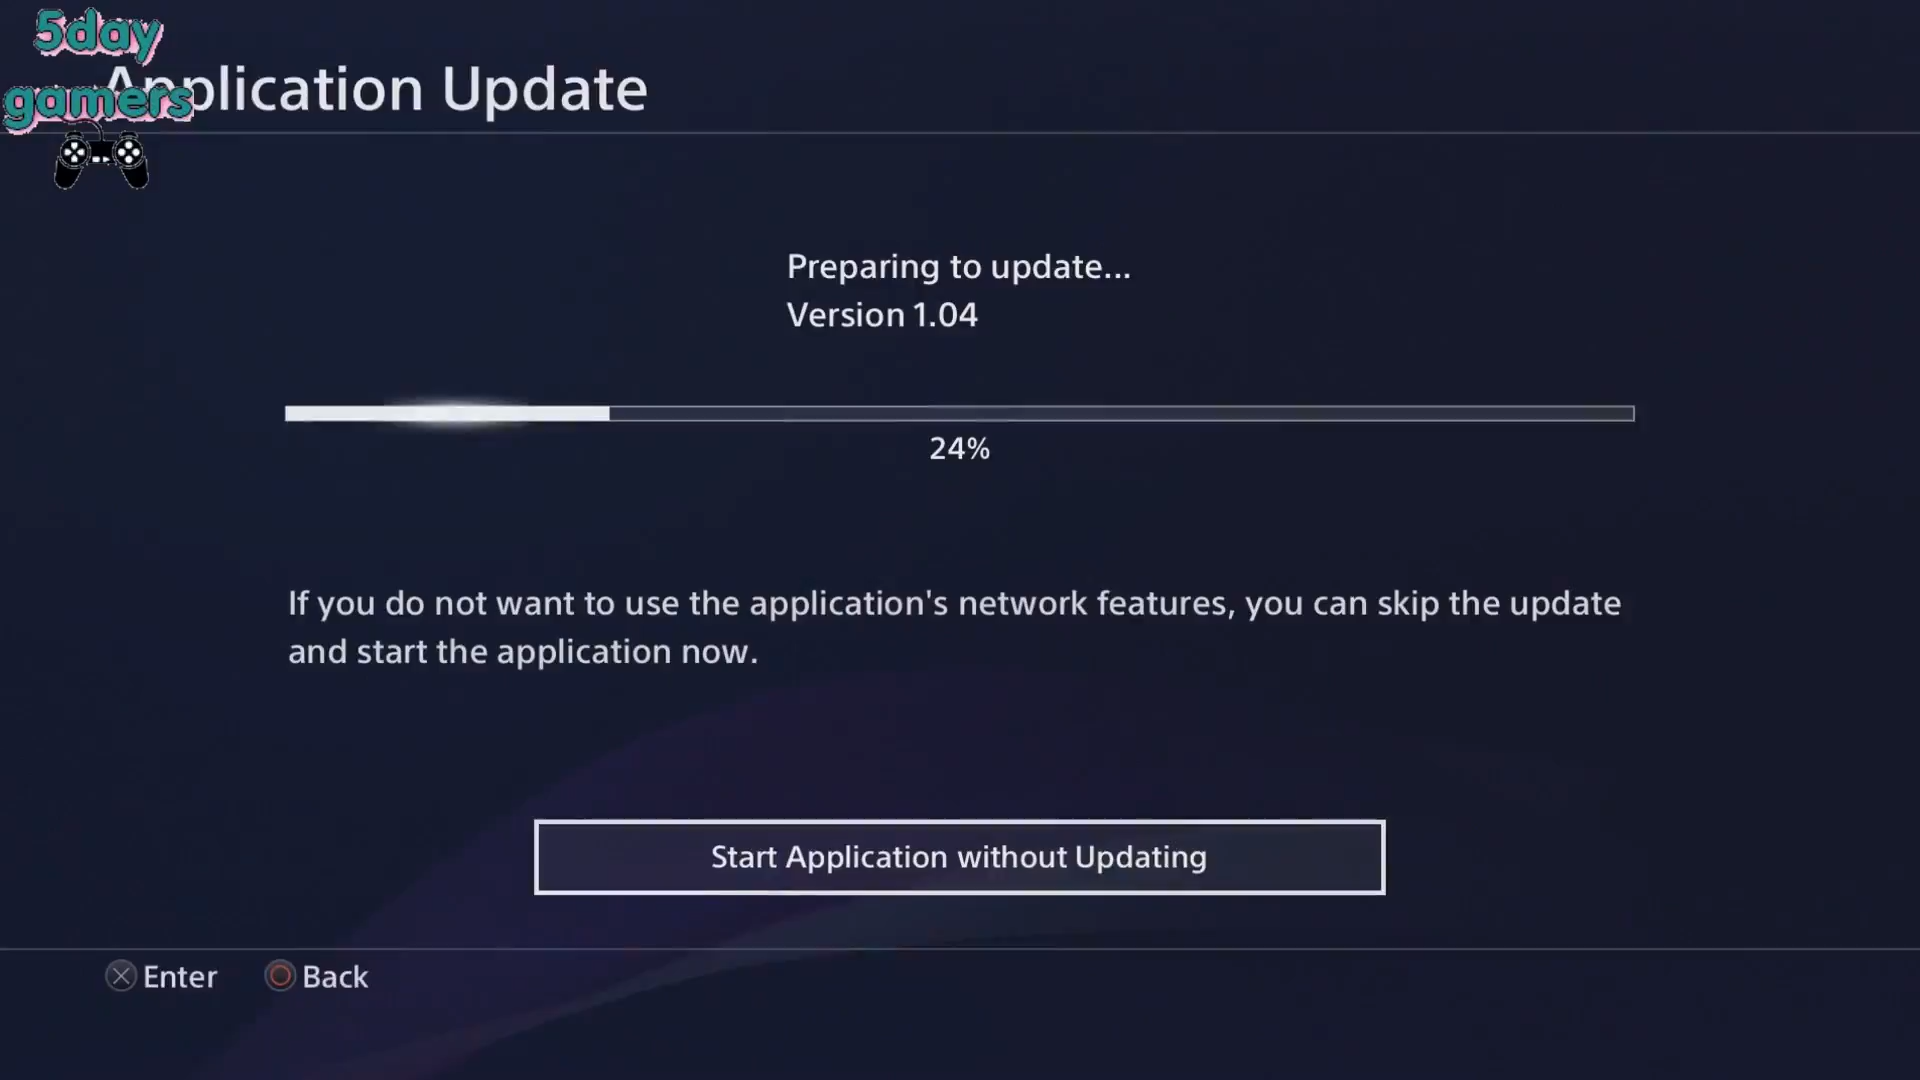 5day
gamers
Application Update
Preparing to update...
Version 1.04
24%
If you do not want to use the application's network features, you can skip the update
and start the application now.
Start Application without Updating
Enter
Back